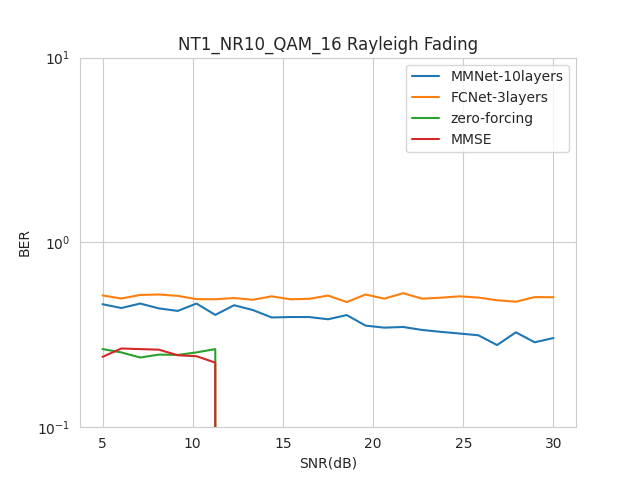 NT1_NR10_QAM_16 Rayleigh Fading
10¹
10⁰
10⁻¹
BER
MMNet-10layers
FCNet-3layers
zero-forcing
MMSE
5 10 15 20 25 30
SNR(dB)